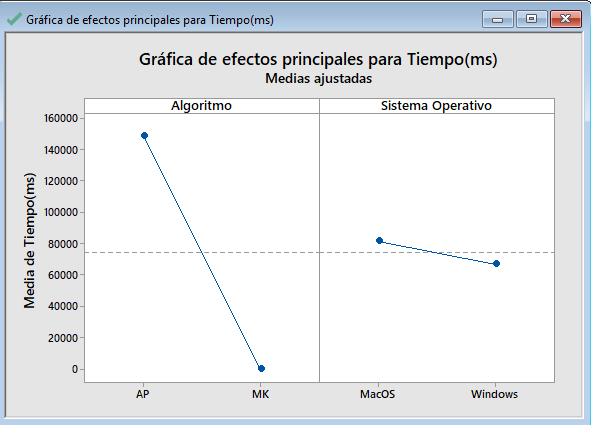 Gráfica de efectos principales para Tiempo(ms)
Gráfica de efectos principales para Tiempo(ms)
Medias ajustadas
Algoritmo
Sistema Operativo
Media de Tiempo(ms)
160000
140000
120000
100000
80000
60000
40000
20000
0
AP
MK
MacOS
Windows